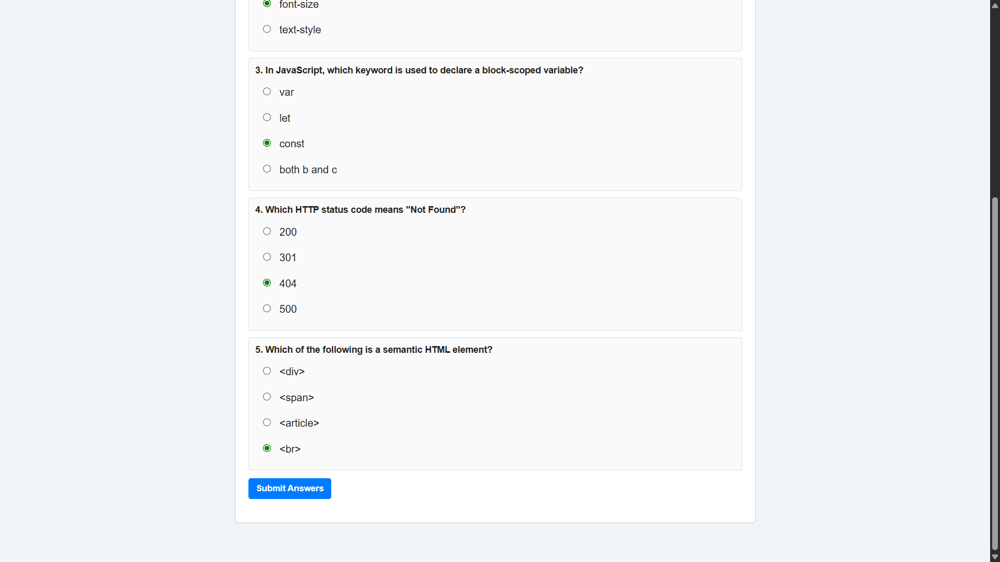 font-size
text-style
3. In JavaScript, which keyword is used to declare a block-scoped variable?
var
let
const
both b and c
4. Which HTTP status code means "Not Found"?
200
301
404
500
5. Which of the following is a semantic HTML element?
<div>
<span>
<article>
<br>
Submit Answers